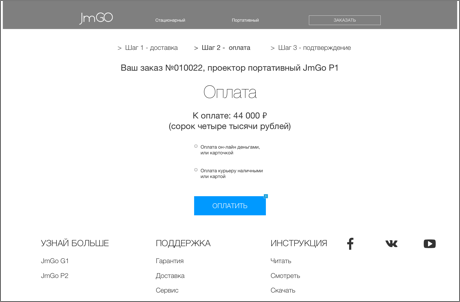 JmGO
Стационарный
Портативный
ЗАКАЗАТЬ
> Шаг 1 - доставка > Шаг 2 - оплата > Шаг 3 - подтверждение
Ваш заказ №010022, проектор портативный JmGo P1
Оплата
К оплате: 44 000 ₽
(сорок четыре тысячи рублей)
Оплата он-лайн деньгами,
или карточкой
Оплата курьеру наличными
или картой
ОПЛАТИТЬ
УЗНАЙ БОЛЬШЕ
JmGo G1
JmGo P2
ПОДДЕРЖКА
Гарантия
Доставка
Сервис
ИНСТРУКЦИЯ
Читать
Смотреть
Скачать